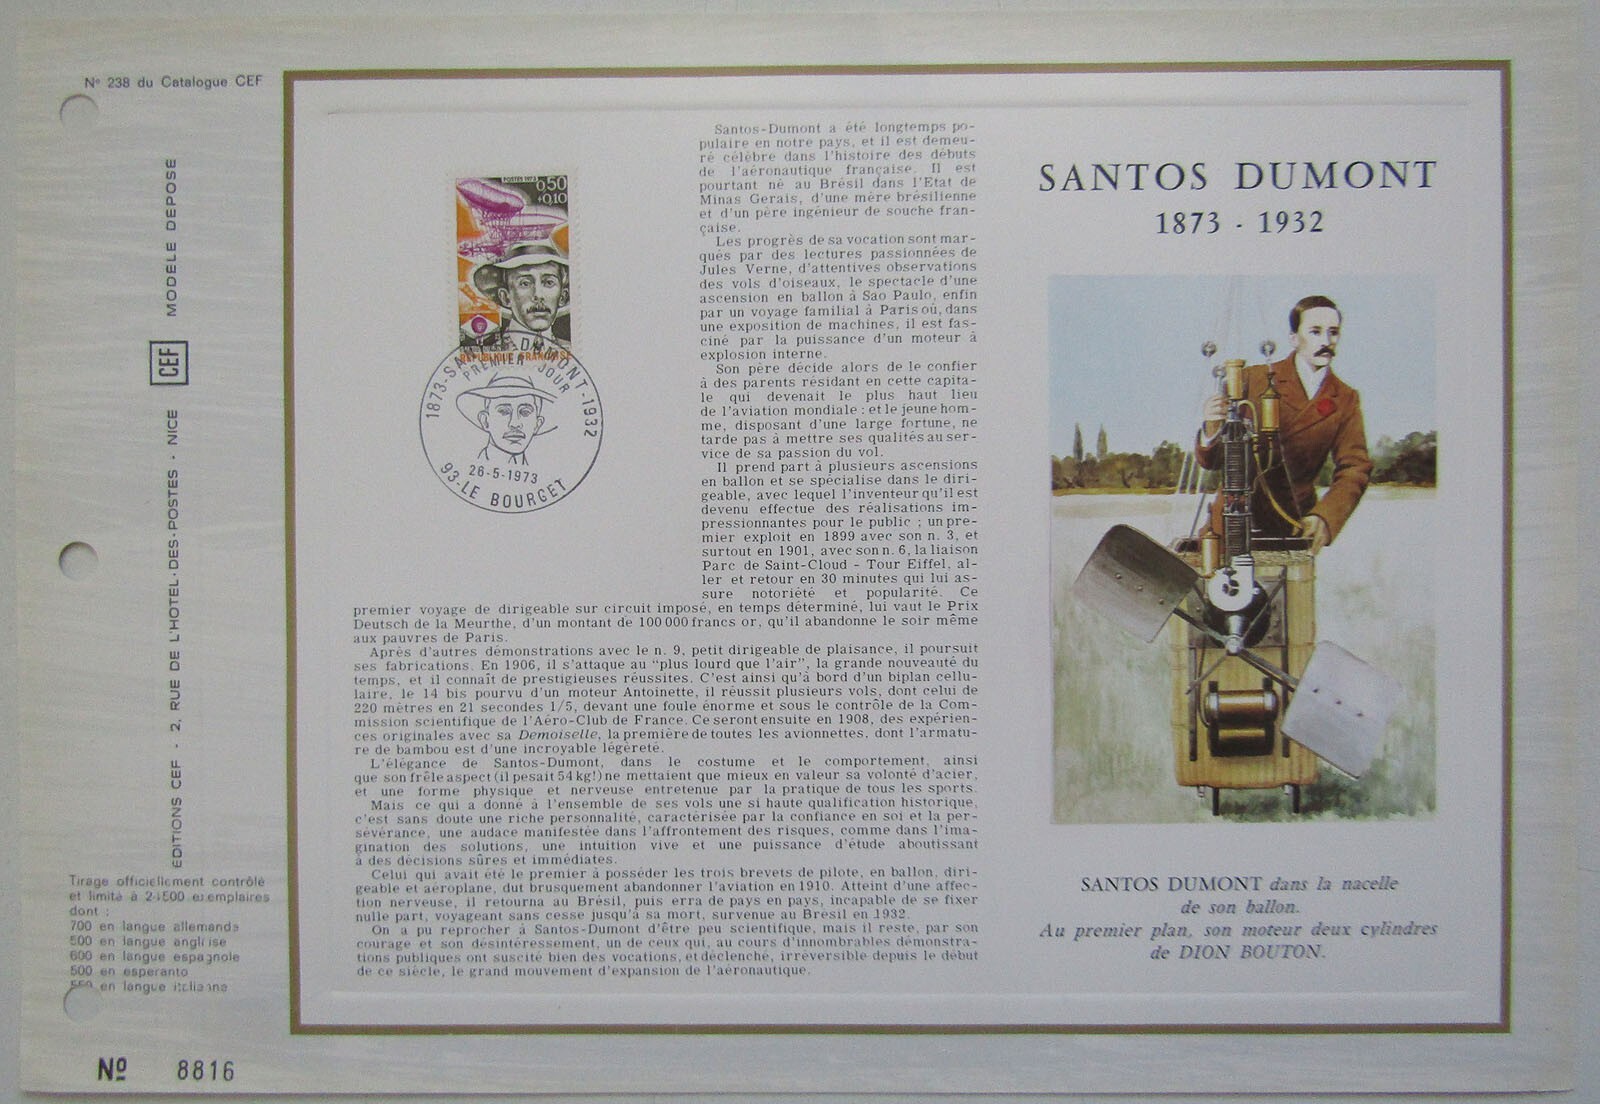 Nº 238 du Catalogue CEF
MODELE DEPOSE
CEF
EDITIONS CEF - 2, RUE DE L'HOTEL-DES-POSTES - NICE
Tirage officiellement contrôlé
et limité à exemplaires
dont :
700 en langue allemande
500 en langue anglaise
600 en langue espagnole
500 en esperanto
en langue italienne
Nº 8816
POSTES 1973
0,50
+0,10
REPUBLIQUE FRANÇAISE
1873-SANTOS-DUMONT-1932
PREMIER JOUR
26-5-1973
93-LE BOURGET
Santos-Dumont a été longtemps po-
pulaire en notre pays, et il est demeu-
ré célèbre dans l'histoire des débuts
de l'aéronautique française. Il est
pourtant né au Brésil dans l'Etat de
Minas Gerais, d'une mère brésilienne
et d'un père ingénieur de souche fran-
çaise.
Les progrès de sa vocation sont mar-
qués par des lectures passionnées de
Jules Verne, d'attentives observations
des vols d'oiseaux, le spectacle d'une
ascension en ballon à Sao Paulo, enfin
par un voyage familial à Paris où, dans
une exposition de machines, il est fas-
ciné par la puissance d'un moteur à
explosion interne.
Son père décide alors de le confier
à des parents résidant en cette capita-
le qui devenait le plus haut lieu
de l'aviation mondiale : et le jeune hom-
me, disposant d'une large fortune, ne
tarde pas à mettre ses qualités au ser-
vice de sa passion du vol.
Il prend part à plusieurs ascensions
en ballon et se spécialise dans le diri-
geable, avec lequel l'inventeur qu'il est
devenu effectue des réalisations im-
pressionnantes pour le public ; un pre-
mier exploit en 1899 avec son n. 3, et
surtout en 1901, avec son n. 6, la liaison
Parc de Saint-Cloud - Tour Eiffel, al-
ler et retour en 30 minutes qui lui as-
sure notoriété et popularité. Ce
premier voyage de dirigeable sur circuit imposé, en temps déterminé, lui vaut le Prix
Deutsch de la Meurthe, d'un montant de 100 000 francs or, qu'il abandonne le soir même
aux pauvres de Paris.
Après d'autres démonstrations avec le n. 9, petit dirigeable de plaisance, il poursuit
ses fabrications. En 1906, il s'attaque au "plus lourd que l'air", la grande nouveauté du
temps, et il connaît de prestigieuses réussites. C'est ainsi qu'à bord d'un biplan cellu-
laire, le 14 bis pourvu d'un moteur Antoinette, il réussit plusieurs vols, dont celui de
220 mètres en 21 secondes 1/5, devant une foule énorme et sous le contrôle de la Com-
mission scientifique de l'Aéro-Club de France. Ce seront ensuite en 1908, des expérien-
ces originales avec sa Demoiselle, la première de toutes les avionnettes, dont l'armatu-
re de bambou est d'une incroyable légèreté.
L'élégance de Santos-Dumont, dans le costume et le comportement, ainsi
que son frêle aspect (il pesait 54 kg!) ne mettaient que mieux en valeur sa volonté d'acier,
et une forme physique et nerveuse entretenue par la pratique de tous les sports.
Mais ce qui a donné à l'ensemble de ses vols une si haute qualification historique,
c'est sans doute une riche personnalité, caractérisée par la confiance en soi et la per-
sévérance, une audace manifestée dans l'affrontement des risques, comme dans l'ima-
gination des solutions, une intuition vive et une puissance d'étude aboutissant
à des décisions sûres et immédiates.
Celui qui avait été le premier à posséder les trois brevets de pilote, en ballon, diri-
geable et aéroplane, dut brusquement abandonner l'aviation en 1910. Atteint d'une affec-
tion nerveuse, il retourna au Brésil, puis erra de pays en pays, incapable de se fixer
nulle part, voyageant sans cesse jusqu'à sa mort, survenue au Brésil en 1932.
On a pu reprocher à Santos-Dumont d'être peu scientifique, mais il reste, par son
courage et son désintéressement, un de ceux qui, au cours d'innombrables démonstra-
tions publiques ont suscité bien des vocations, et déclenché, irréversible depuis le début
de ce siècle, le grand mouvement d'expansion de l'aéronautique.
SANTOS DUMONT
1873 - 1932
SANTOS DUMONT dans la nacelle
de son ballon.
Au premier plan, son moteur deux cylindres
de DION BOUTON.